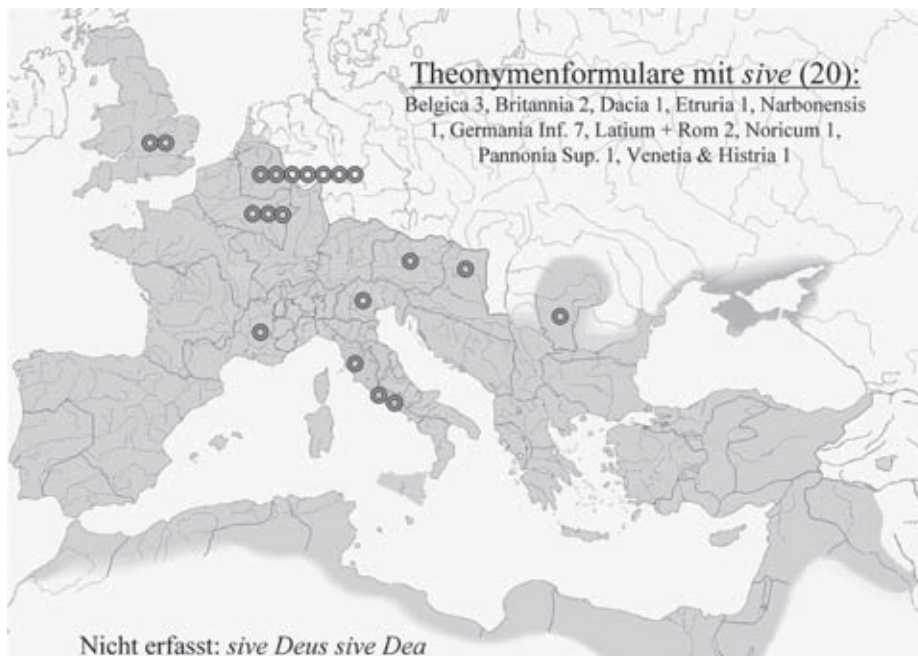 Theonymenformulare mit sive (20):
Belgica 3, Britannia 2, Dacia 1, Etruria 1, Narbonensis
1, Germania Inf. 7, Latium + Rom 2, Noricum 1,
Pannonia Sup. 1, Venetia & Histria 1
Nicht erfasst: sive Deus sive Dea